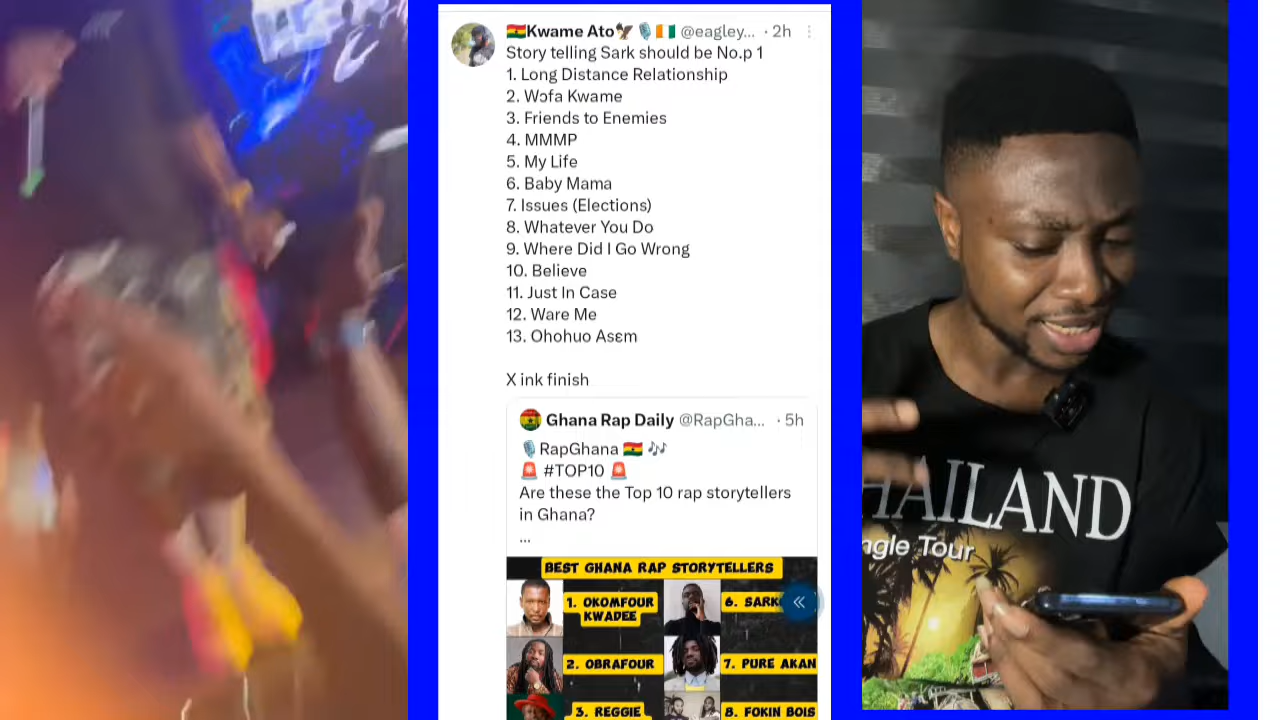 🇬🇭Kwame Ato🦅🎙️🇨🇮 @eagley... · 2h
Story telling Sark should be No.p 1
1. Long Distance Relationship
2. Wɔfa Kwame
3. Friends to Enemies
4. MMMP
5. My Life
6. Baby Mama
7. Issues (Elections)
8. Whatever You Do
9. Where Did I Go Wrong
10. Believe
11. Just In Case
12. Ware Me
13. Ohohuo Asɛm
X ink finish
Ghana Rap Daily @RapGha... · 5h
🎙️RapGhana 🇬🇭 🎶
🚨 #TOP10 🚨
Are these the Top 10 rap storytellers
in Ghana?
...
BEST GHANA RAP STORYTELLERS
1. OKOMFOUR
KWADEE
2. OBRAFOUR
3. REGGIE
6. SARK
7. PURE AKAN
8. FOKIN BOIS
HAILAND
ngle Tour